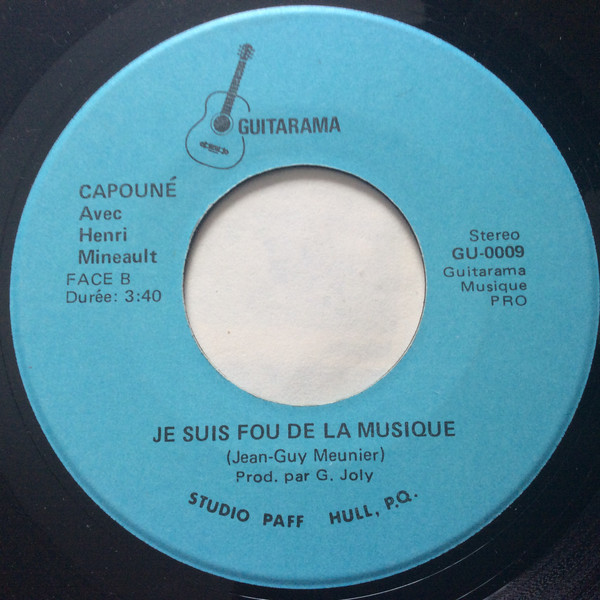 GUITARAMA
CAPOUNÉ
Avec
Henri
Mineault
FACE B
Durée: 3:40
Stereo
GU-0009
Guitarama
Musique
PRO
JE SUIS FOU DE LA MUSIQUE
(Jean-Guy Meunier)
Prod. par G. Joly
STUDIO PAFF HULL, P.Q.